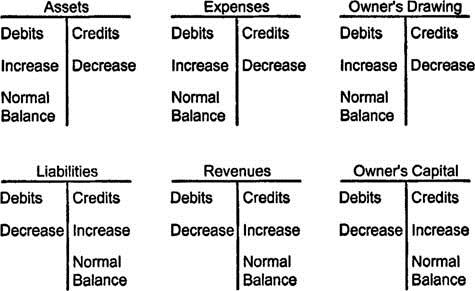 Assets Expenses Owner's Drawing
Debits Credits Debits Credits Debits Credits
Increase Decrease Increase Decrease Increase Decrease
Normal Normal Normal
Balance Balance Balance
Liabilities Revenues Owner's Capital
Debits Credits Debits Credits Debits Credits
Decrease Increase Decrease Increase Decrease Increase
Normal Normal Normal
Balance Balance Balance